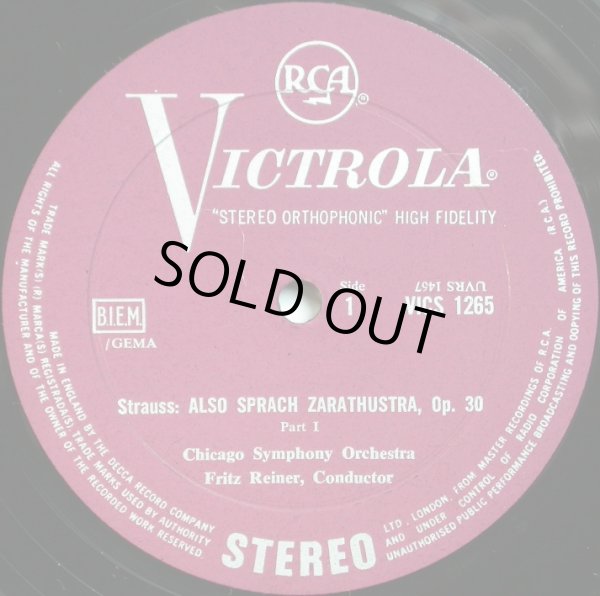 RCA®
VICTROLA®
"STEREO ORTHOPHONIC" HIGH FIDELITY
SOLD OUT
Side
1
UVRS 1467
VICS 1265
B.I.E.M.
/GEMA
Strauss: ALSO SPRACH ZARATHUSTRA, Op. 30
Part I
Chicago Symphony Orchestra
Fritz Reiner, Conductor
STEREO
TRADE MARK(S) (R) MARCA(S) REGISTRADA(S) TRADE MARKS USED BY AUTHORITY
ALL RIGHTS OF THE MANUFACTURER AND OF THE OWNER OF THE RECORDED WORK RESERVED.
MADE IN ENGLAND BY THE DECCA RECORD COMPANY
LTD. LONDON, FROM MASTER RECORDINGS OF R.C.A.
AND UNDER CONTROL OF RADIO CORPORATION OF AMERICA (R.C.A.)
UNAUTHORISED PUBLIC PERFORMANCE BROADCASTING AND COPYING OF THIS RECORD PROHIBITED.